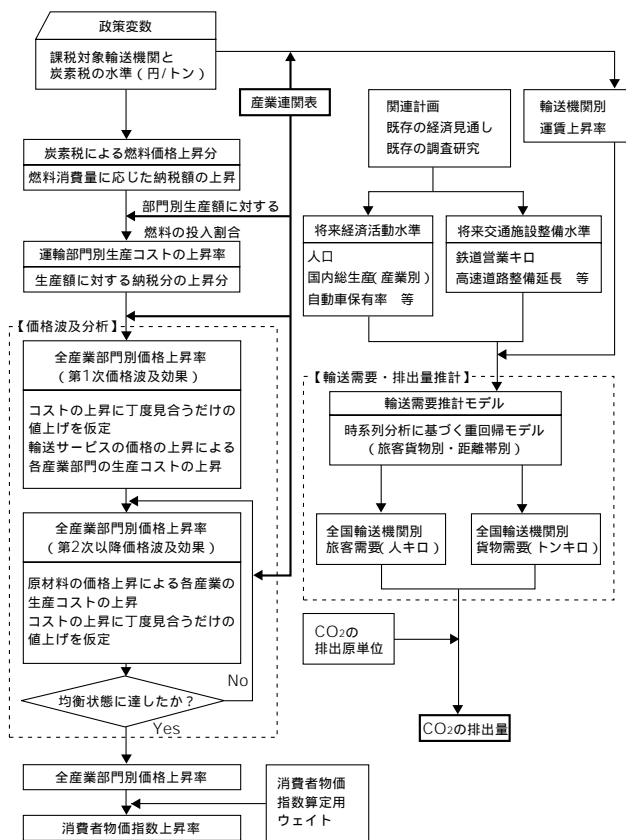 政策変数
課税対象輸送機関と
炭素税の水準(円/トン)
産業連関表
関連計画
既存の経済見通し
既存の調査研究
輸送機関別
運賃上昇率
炭素税による燃料価格上昇分
燃料消費量に応じた納税額の上昇
部門別生産額に対する
燃料の投入割合
運輸部門別生産コストの上昇率
生産額に対する納税分の上昇分
将来経済活動水準
人口
国内総生産(産業別)
自動車保有率 等
将来交通施設整備水準
鉄道営業キロ
高速道路整備延長 等
【価格波及分析】
全産業部門別価格上昇率
(第1次価格波及効果)
コストの上昇に丁度見合うだけの
値上げを仮定
輸送サービスの価格の上昇による
各産業部門の生産コストの上昇
全産業部門別価格上昇率
(第2次以降価格波及効果)
原材料の価格上昇による各産業の
生産コストの上昇
コストの上昇に丁度見合うだけの
値上げを仮定
均衡状態に達したか?
No
Yes
【輸送需要・排出量推計】
輸送需要推計モデル
時系列分析に基づく重回帰モデル
(旅客貨物別・距離帯別)
全国輸送機関別
旅客需要(人キロ)
全国輸送機関別
貨物需要(トンキロ)
CO2の
排出原単位
CO2の排出量
全産業部門別価格上昇率
消費者物価
指数算定用
ウェイト
消費者物価指数上昇率